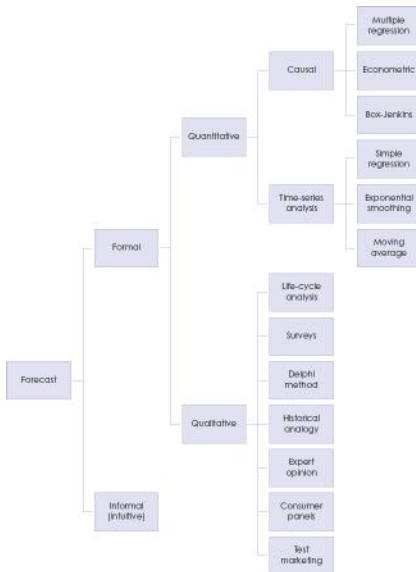 Multiple
regression
Causal
Econometric
Box-Jenkins
Quantitative
Simple
regression
Time-series
analysis
Exponential
smoothing
Moving
average
Formal
Life-cycle
analysis
Surveys
Delphi
method
Forecast
Qualitative
Historical
analogy
Expert
opinion
Informal
(intuitive)
Consumer
panels
Test
marketing